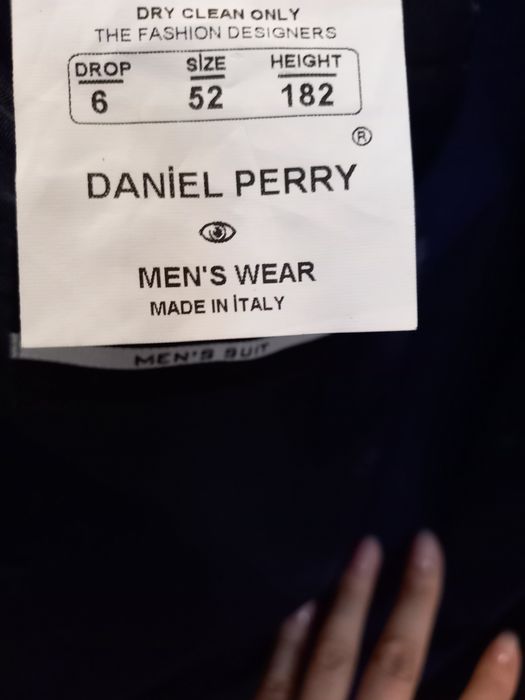 DRY CLEAN ONLY
THE FASHION DESIGNERS
DROP SİZE HEIGHT
6 52 182
®
DANİEL PERRY
MEN'S WEAR
MADE IN İTALY
MEN'S SUIT